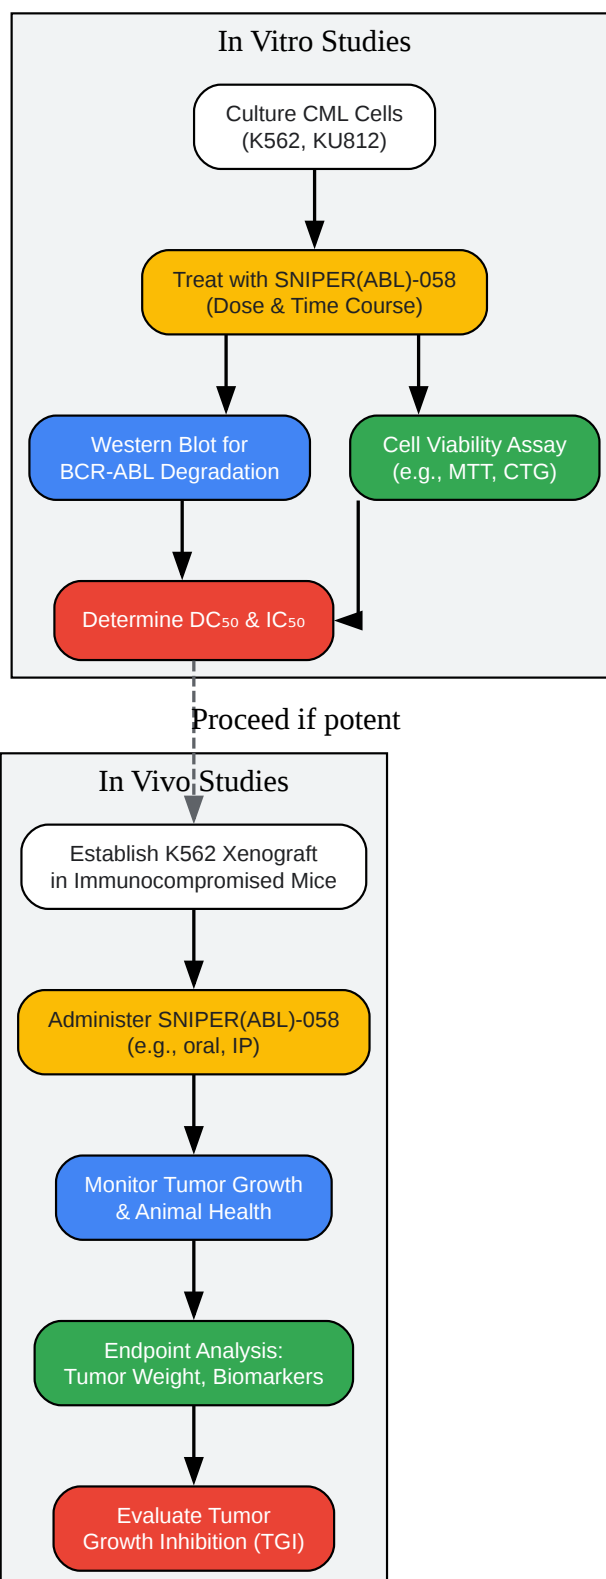 In Vitro Studies
Culture CML Cells
(K562, KU812)
Treat with SNIPER(ABL)-058
(Dose & Time Course)
Western Blot for
BCR-ABL Degradation
Cell Viability Assay
(e.g., MTT, CTG)
Determine DC₅₀ & IC₅₀
Proceed if potent
In Vivo Studies
Establish K562 Xenograft
in Immunocompromised Mice
Administer SNIPER(ABL)-058
(e.g., oral, IP)
Monitor Tumor Growth
& Animal Health
Endpoint Analysis:
Tumor Weight, Biomarkers
Evaluate Tumor
Growth Inhibition (TGI)